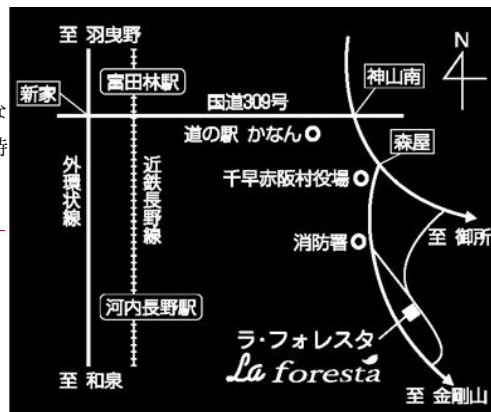 至 羽曳野
N
富田林駅
神山南
新家
国道309号
な
道の駅 かなん
森屋
外環状線
近鉄長野線
千早赤阪村役場
消防署
至 御所
河内長野駅
ラ・フォレスタ
La foresta
至 和泉
至 金剛山